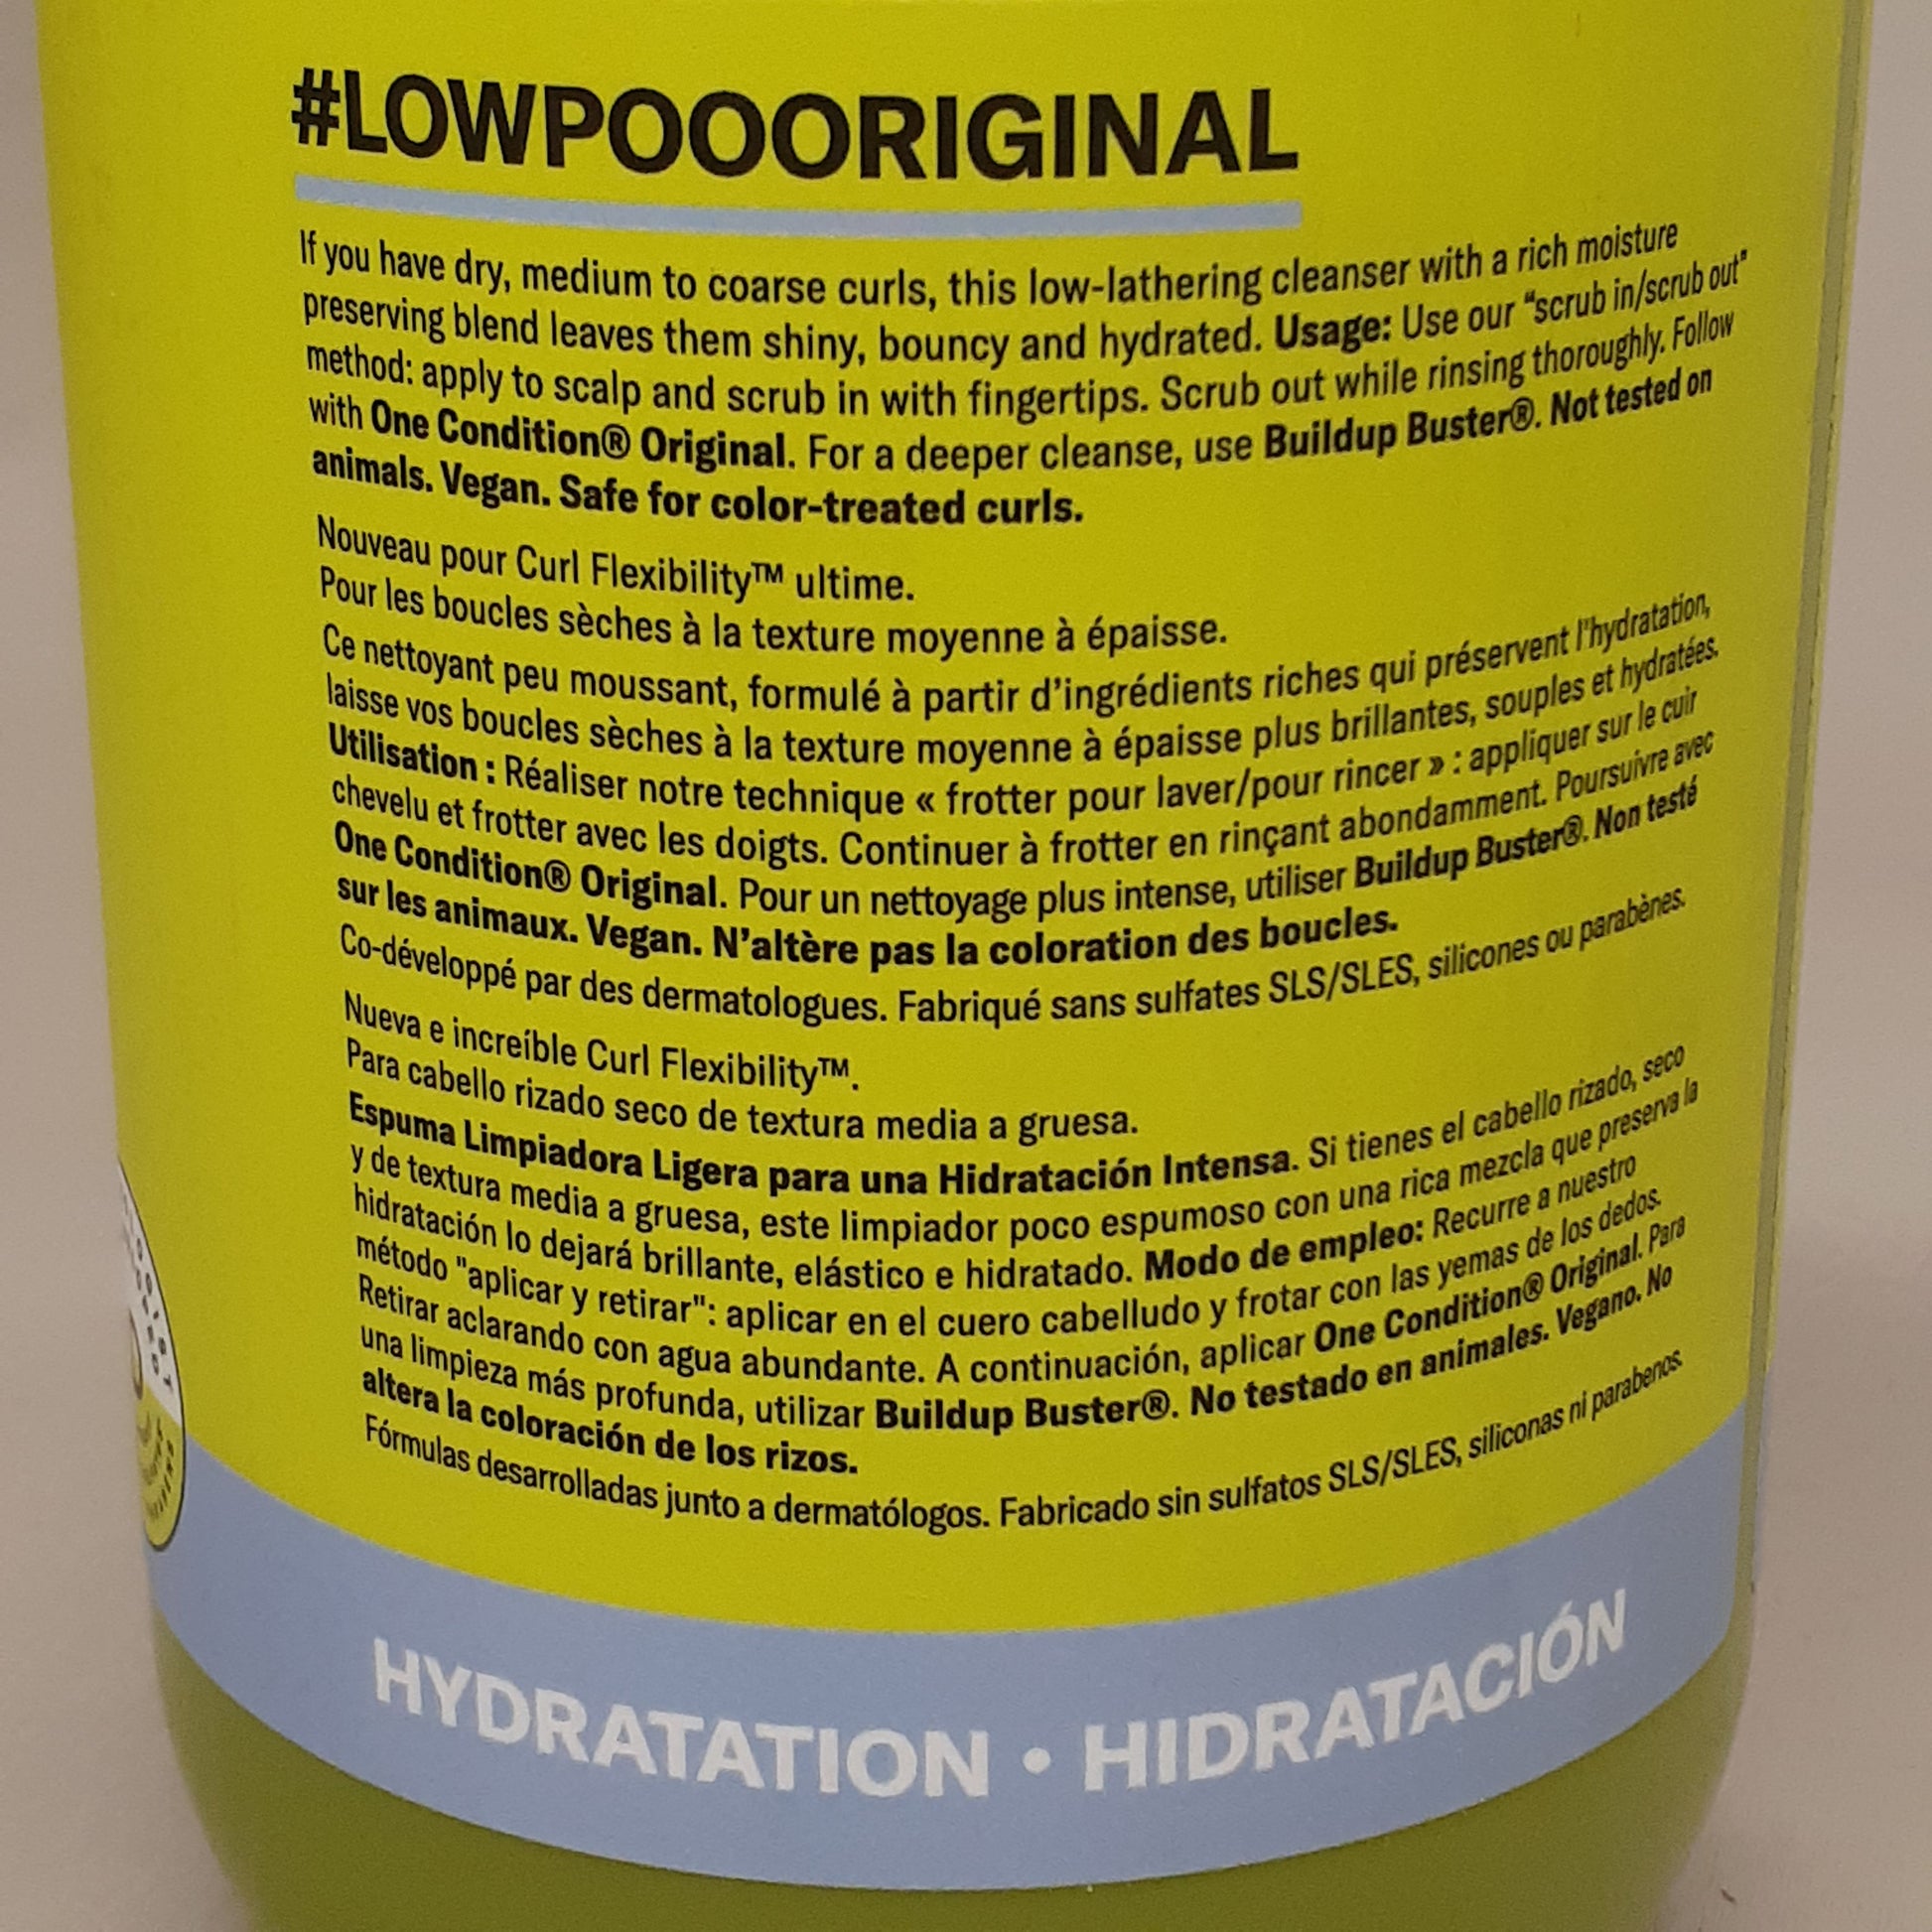 #LOWPOOORIGINAL
If you have dry, medium to coarse curls, this low-lathering cleanser with a rich moisture
preserving blend leaves them shiny, bouncy and hydrated. Usage: Use our “scrub in/scrub out”
method: apply to scalp and scrub in with fingertips. Scrub out while rinsing thoroughly. Follow
with One Condition® Original. For a deeper cleanse, use Buildup Buster®. Not tested on
animals. Vegan. Safe for color-treated curls.
Nouveau pour Curl Flexibility™ ultime.
Pour les boucles sèches à la texture moyenne à épaisse.
Ce nettoyant peu moussant, formulé à partir d’ingrédients riches qui préservent l'hydratation,
laisse vos boucles sèches à la texture moyenne à épaisse plus brillantes, souples et hydratées.
Utilisation : Réaliser notre technique « frotter pour laver/pour rincer » : appliquer sur le cuir
chevelu et frotter avec les doigts. Continuer à frotter en rinçant abondamment. Poursuivre avec
One Condition® Original. Pour un nettoyage plus intense, utiliser Buildup Buster®. Non testé
sur les animaux. Vegan. N’altère pas la coloration des boucles.
Co-développé par des dermatologues. Fabriqué sans sulfates SLS/SLES, silicones ou parabènes.
Nueva e increíble Curl Flexibility™.
Para cabello rizado seco de textura media a gruesa.
Espuma Limpiadora Ligera para una Hidratación Intensa. Si tienes el cabello rizado, seco
y de textura media a gruesa, este limpiador poco espumoso con una rica mezcla que preserva la
hidratación lo dejará brillante, elástico e hidratado. Modo de empleo: Recurre a nuestro
método "aplicar y retirar": aplicar en el cuero cabelludo y frotar con las yemas de los dedos.
Retirar aclarando con agua abundante. A continuación, aplicar One Condition® Original. Para
una limpieza más profunda, utilizar Buildup Buster®. No testado en animales. Vegano. No
altera la coloración de los rizos.
Fórmulas desarrolladas junto a dermatólogos. Fabricado sin sulfatos SLS/SLES, siliconas ni parabenos.
HYDRATATION • HIDRATACIÓN